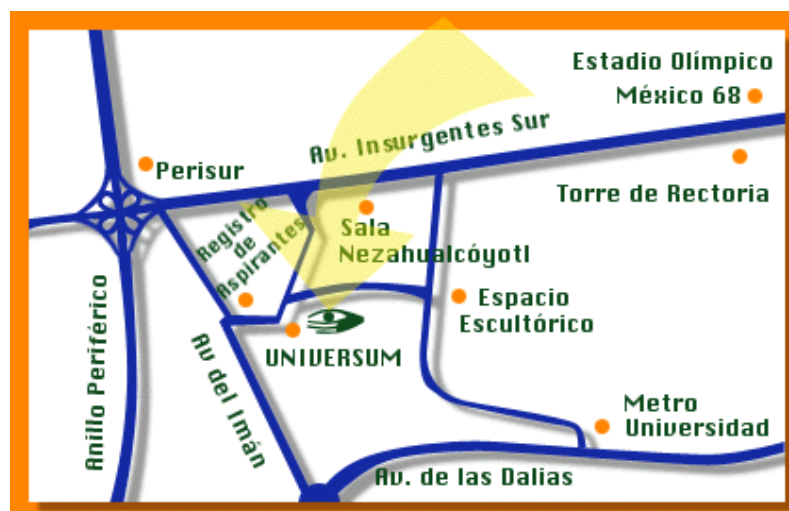 Estadio Olímpico
México 68
Av. Insurgentes Sur
Perisur
Torre de Rectoria
Registro
de
Aspirantes
Sala
Nezahualcóyotl
Espacio
Escultórico
Anillo Periférico
UNIVERSUM
Av del Imán
Metro
Universidad
Av. de las Dalias